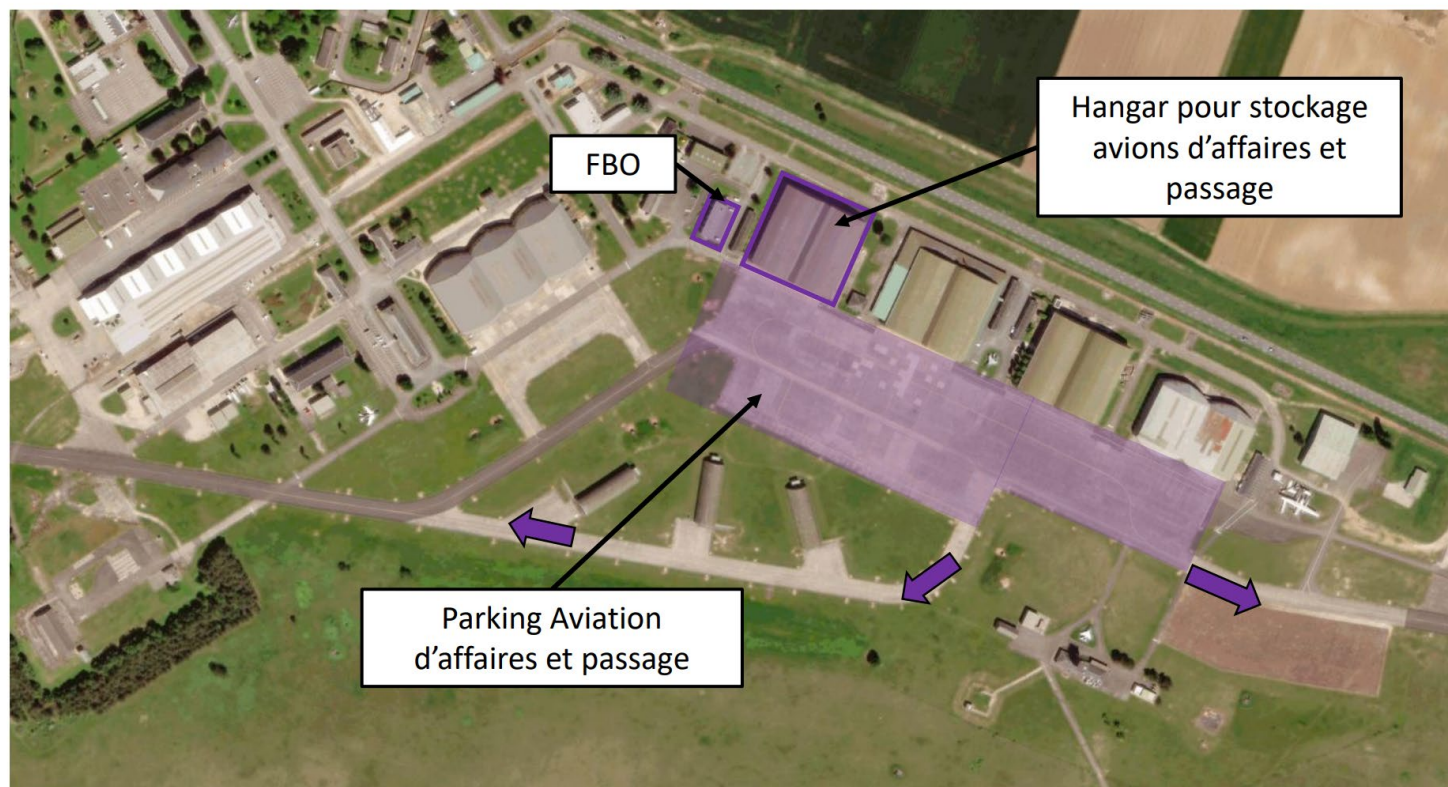 FBO
Hangar pour stockage
avions d’affaires et
passage
Parking Aviation
d’affaires et passage